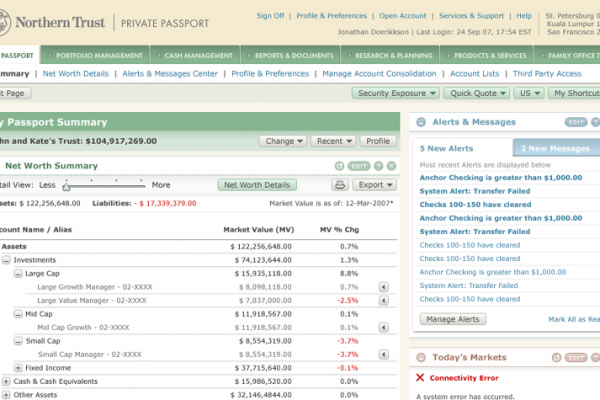 Northern Trust | PRIVATE PASSPORT
Sign Off | Profile & Preferences | Open Account | Services & Support | Help
Jonathan Doerikkson | Last Login: 24 Sep 07, 17:54 EST
St. Petersburg
Kuala Lumpur
San Francisco
PASSPORT
PORTFOLIO MANAGEMENT
CASH MANAGEMENT
REPORTS & DOCUMENTS
RESEARCH & PLANNING
PRODUCTS & SERVICES
FAMILY OFFICE
Net Worth Details | Alerts & Messages Center | Profile & Preferences | Manage Account Consolidation | Account Lists | Third Party Access
Page
Security Exposure
Quick Quote
US
My
Passport Summary
and Kate's Trust: $104,917,269.00
Change
Recent
Profile
Net Worth Summary
EDIT
View: Less
More
Net Worth Details
Export
$ 122,256,648.00 Liabilities: - $ 17,339,379.00
Market Value is as of: 12-Mar-2007*
Name / Alias Market Value (MV) MV % Chg
Assets $ 122,256,648.00 0.7%
Investments $ 74,123,644.00 1.3%
Large Cap $ 15,935,118.00 8.8%
Large Growth Manager - 02-XXXX $ 8,098,118.00 0.7%
Large Value Manager - 02-XXXX $ 7,837,000.00 -2.5%
Mid Cap $ 11,918,567.00 0.1%
Mid Cap Growth - 02-XXXX $ 11,918,567.00 0.1%
Small Cap $ 8,554,319.00 -3.7%
Small Cap Manager - 02-XXXX $ 8,554,319.00 -3.7%
Fixed Income $ 37,715,640.00 -0.1%
Cash & Cash Equivalents $ 15,986,520.00 0.0%
Other Assets $ 32,146,4844.00 0.0%
Alerts & Messages
EDIT
5 New Alerts
2 New Messages
Most recent Alerts are displayed below
Anchor Checking is greater than $1,000.00
System Alert: Transfer Failed
Checks 100-150 have cleared
Anchor Checking is greater than $1,000.00
System Alert: Transfer Failed
Checks 100-150 have cleared
Checks 100-150 have cleared
Anchor Checking is greater than $1,000.00
System Alert: Transfer Failed
Checks 100-150 have cleared
Manage Alerts
Mark All as
Today's Markets
EDIT
Connectivity Error
A system error has occurred.